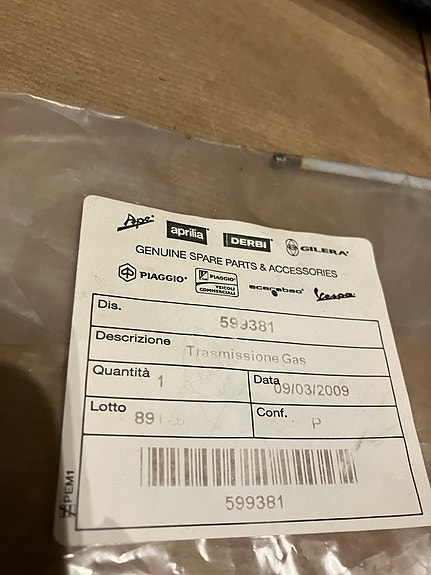 Ape
aprilia DERBI GILERA
GENUINE SPARE PARTS & ACCESSORIES
PIAGGIO PIAGGIO VEICOLI COMMERCIALI scarabeo Vespa
Dis. 599381
Descrizione Trasmissione Gas
Quantità 1 Data 09/03/2009
Lotto Conf. P
599381
PEM1